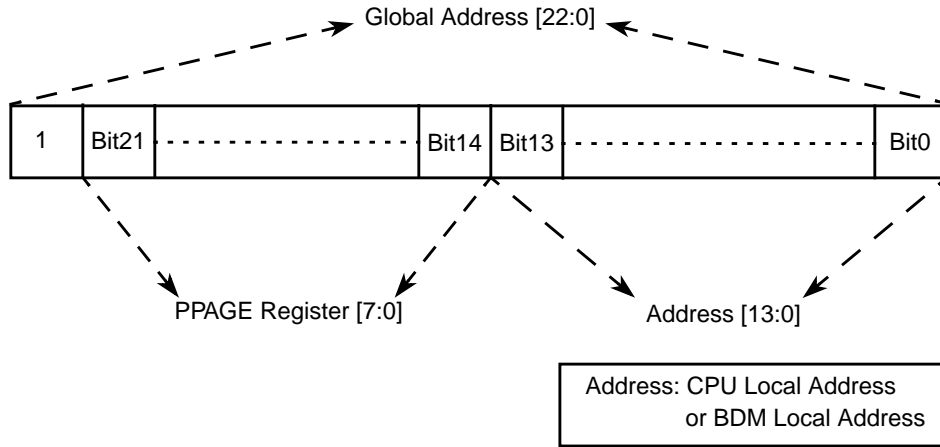 Global Address [22:0]
1 Bit21 Bit14 Bit13 Bit0
PPAGE Register [7:0] Address [13:0]
Address: CPU Local Address
or BDM Local Address